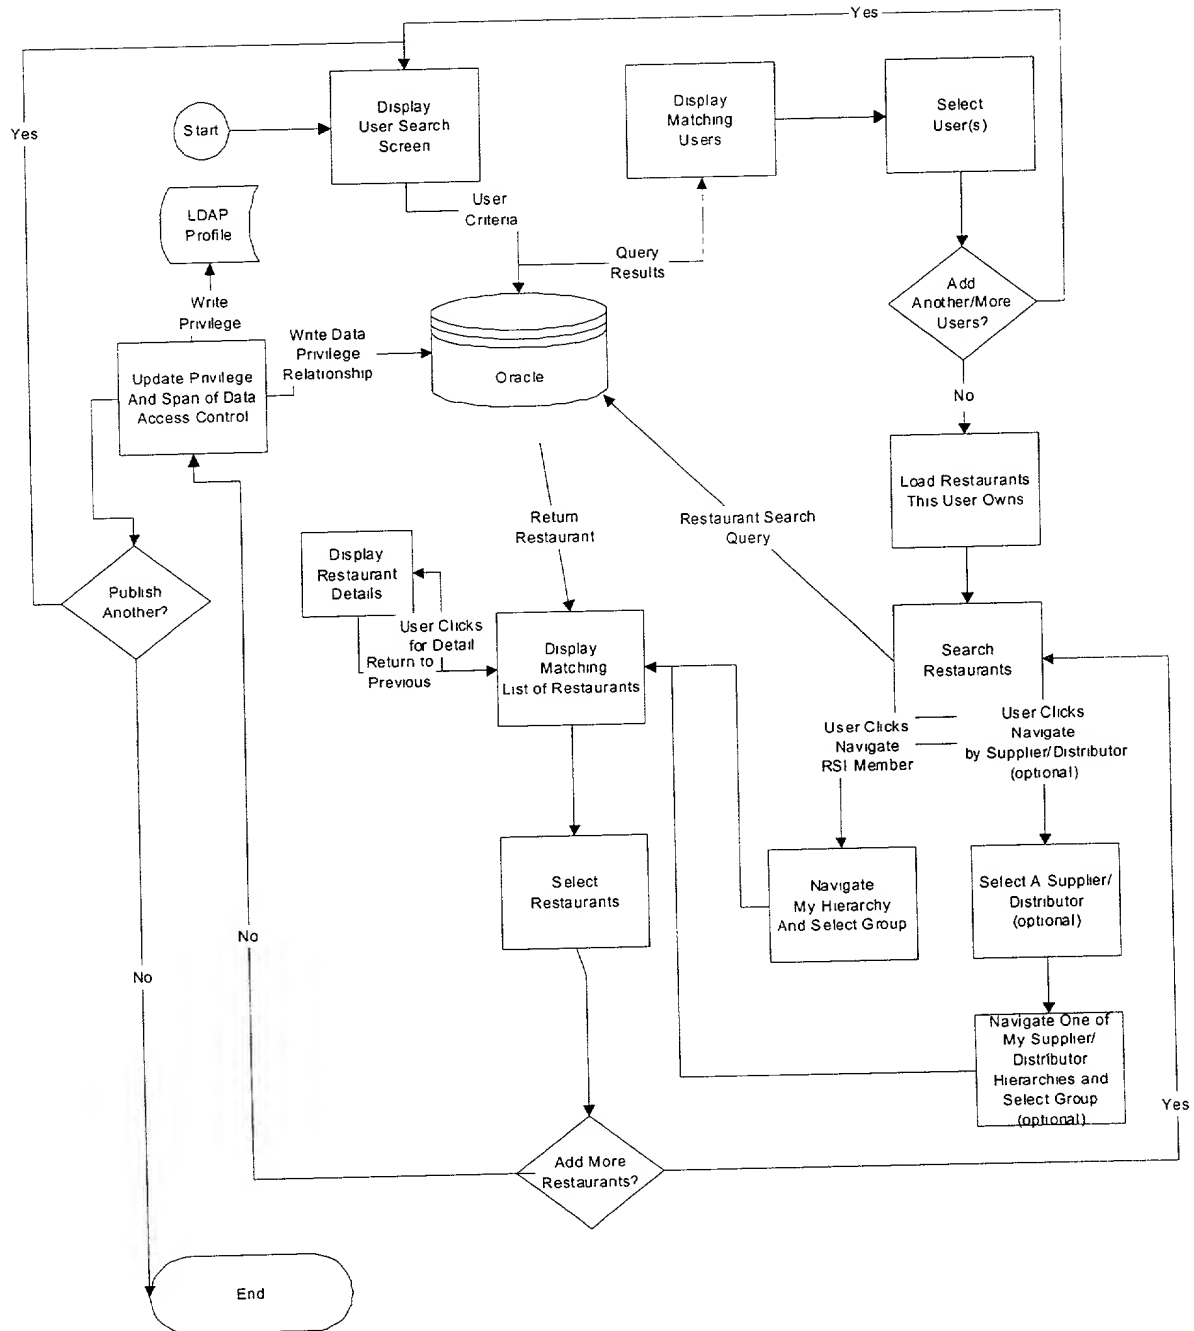 Yes
Yes
Start
Display
User Search
Screen
Display
Matching
Users
Select
User(s)
LDAP
Profile
User
Criteria
Query
Results
Add
Another/More
Users?
Write
Privilege
Write Data
Privilege
Relationship
Oracle
Update Privilege
And Span of Data
Access Control
No
Load Restaurants
This User Owns
Return
Restaurant
Restaurant Search
Query
Display
Restaurant
Details
Publish
Another?
User Clicks
for Detail
Return to
Previous
Display
Matching
List of Restaurants
Search
Restaurants
User Clicks
Navigate
RSI Member
User Clicks
Navigate
by Supplier/Distributor
(optional)
Select
Restaurants
Navigate
My Hierarchy
And Select Group
Select A Supplier/
Distributor
(optional)
No
No
Navigate One of
My Supplier/
Distributor
Hierarchies and
Select Group
(optional)
Yes
Add More
Restaurants?
End